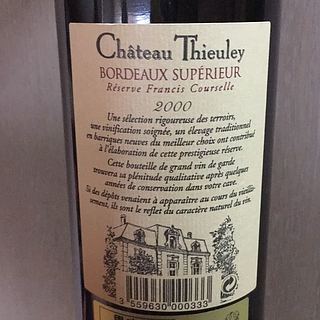 Château Thieuley
BORDEAUX SUPÉRIEUR
Réserve Francis Courselle
2000
Une sélection rigoureuse des terroirs,
une vinification soignée, un élevage traditionnel
en barriques neuves du meilleur choix ont contribué
à l'élaboration de cette prestigieuse réserve.
Cette bouteille de grand vin de garde
trouvera sa plénitude qualitative après quelques
années de conservation dans votre cave.
Si des dépôts venaient à apparaître au cours du vieillis-
sement, ils sont le reflet du caractère naturel du vin.
3 559630 000333